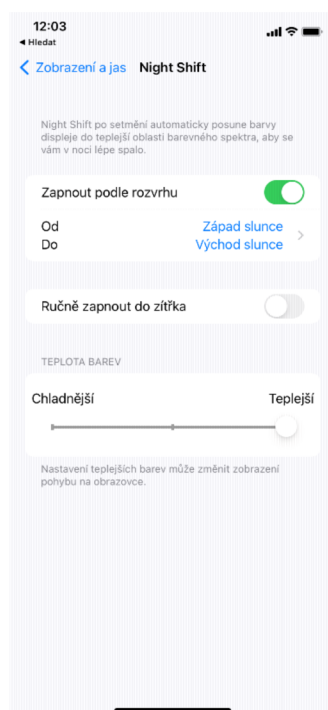 12:03
Hledat
Zobrazení a jas Night Shift
Night Shift po setmění automaticky posune barvy
displeje do teplejší oblasti barevného spektra, aby se
vám v noci lépe spalo.
Zapnout podle rozvrhu
Od Západ slunce
Do Východ slunce
Ručně zapnout do zítřka
TEPLOTA BAREV
Chladnější Teplejší
Nastavení teplejších barev může změnit zobrazení
pohybu na obrazovce.